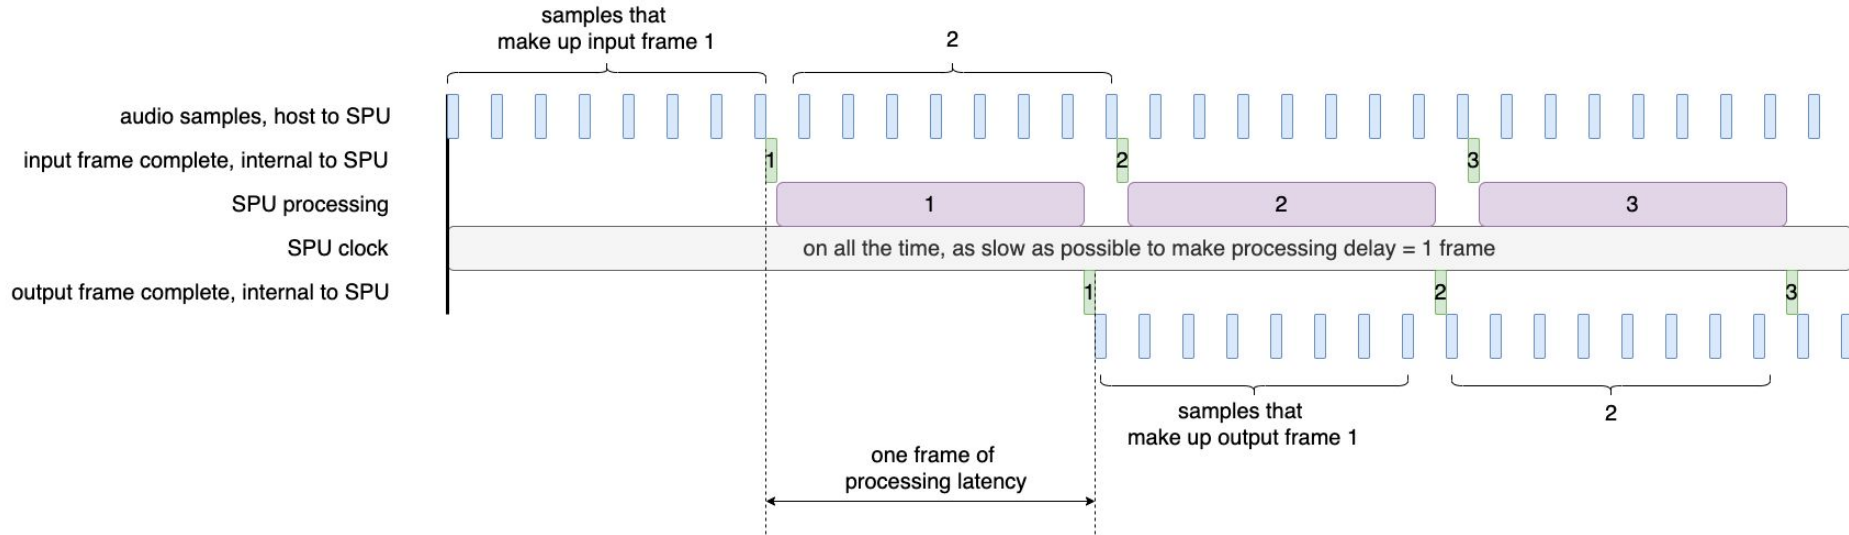 samples that
make up input frame 1
2
audio samples, host to SPU
input frame complete, internal to SPU
1
2
3
SPU processing
1
2
3
SPU clock
on all the time, as slow as possible to make processing delay = 1 frame
output frame complete, internal to SPU
1
2
3
samples that
make up output frame 1
2
one frame of
processing latency